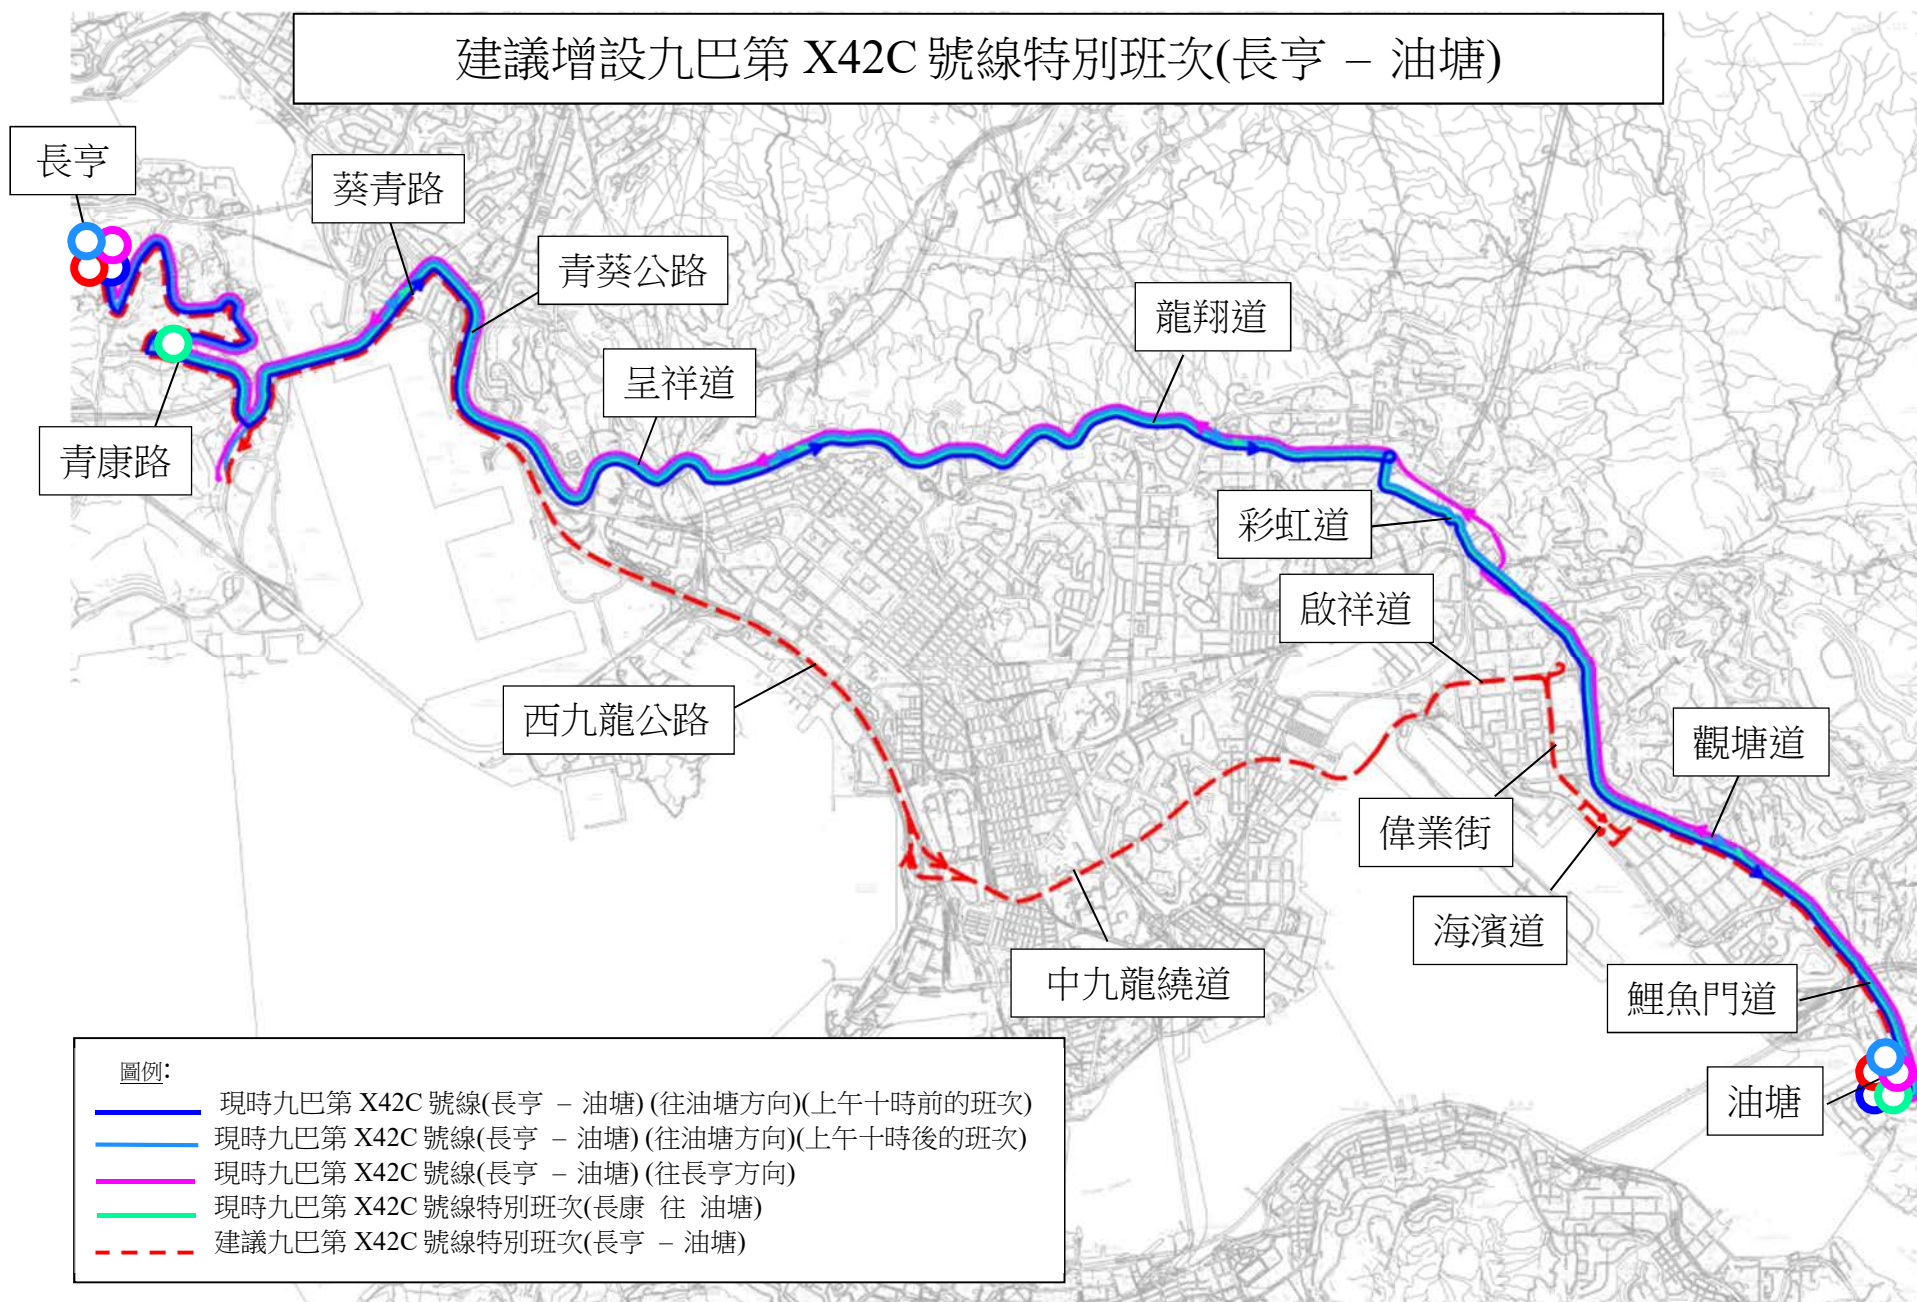 建議增設九巴第 X42C 號線特別班次(長亨 – 油塘)
長亨
葵青路
青葵公路
龍翔道
呈祥道
青康路
彩虹道
啟祥道
西九龍公路
觀塘道
偉業街
海濱道
中九龍繞道
鯉魚門道
油塘
圖例:
現時九巴第 X42C 號線(長亨 – 油塘) (往油塘方向)(上午十時前的班次)
現時九巴第 X42C 號線(長亨 – 油塘) (往油塘方向)(上午十時後的班次)
現時九巴第 X42C 號線(長亨 – 油塘) (往長亨方向)
現時九巴第 X42C 號線特別班次(長康 往 油塘)
建議九巴第 X42C 號線特別班次(長亨 – 油塘)